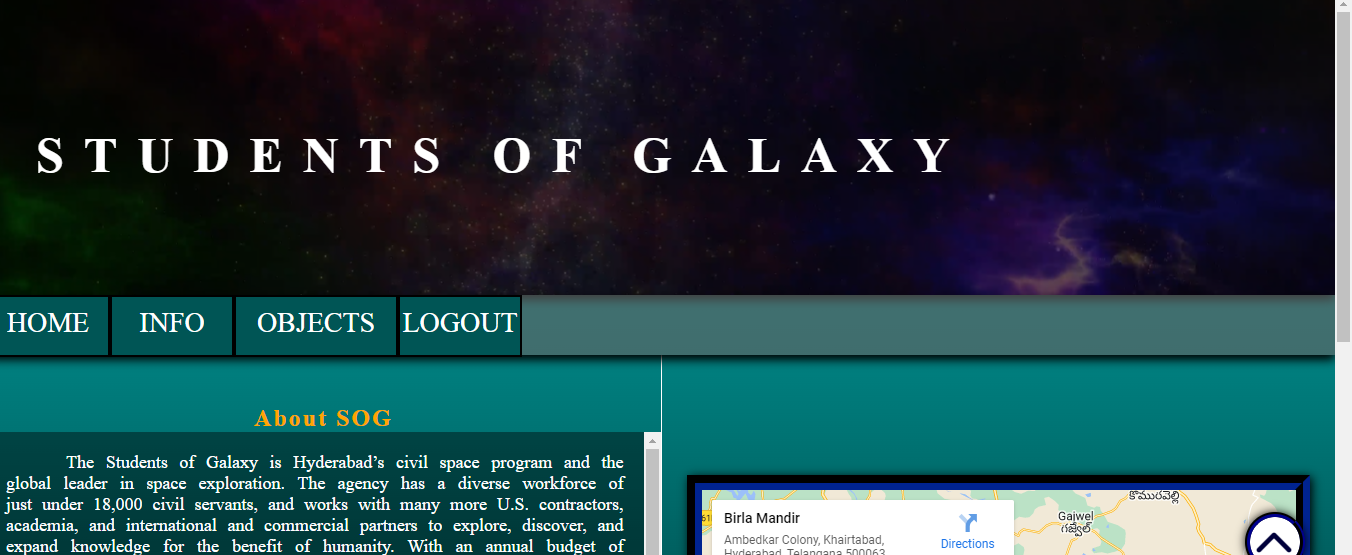 STUDENTS OF GALAXY
HOME INFO OBJECTS LOGOUT
About SOG
The Students of Galaxy is Hyderabad’s civil space program and the
global leader in space exploration. The agency has a diverse workforce of
just under 18,000 civil servants, and works with many more U.S. contractors,
academia, and international and commercial partners to explore, discover, and
expand knowledge for the benefit of humanity. With an annual budget of
కొమురవెల్లి
Gajwel
గజ్వేల్
Birla Mandir
Directions
Ambedkar Colony, Khairtabad,
Hyderabad, Telangana 500063